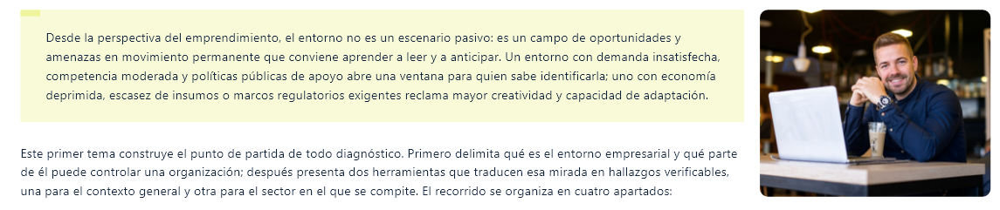 Desde la perspectiva del emprendimiento, el entorno no es un escenario pasivo: es un campo de oportunidades y
amenazas en movimiento permanente que conviene aprender a leer y a anticipar. Un entorno con demanda insatisfecha,
competencia moderada y políticas públicas de apoyo abre una ventana para quien sabe identificarla; uno con economía
deprimida, escasez de insumos o marcos regulatorios exigentes reclama mayor creatividad y capacidad de adaptación.
Este primer tema construye el punto de partida de todo diagnóstico. Primero delimita qué es el entorno empresarial y qué parte
de él puede controlar una organización; después presenta dos herramientas que traducen esa mirada en hallazgos verificables,
una para el contexto general y otra para el sector en el que se compite. El recorrido se organiza en cuatro apartados: